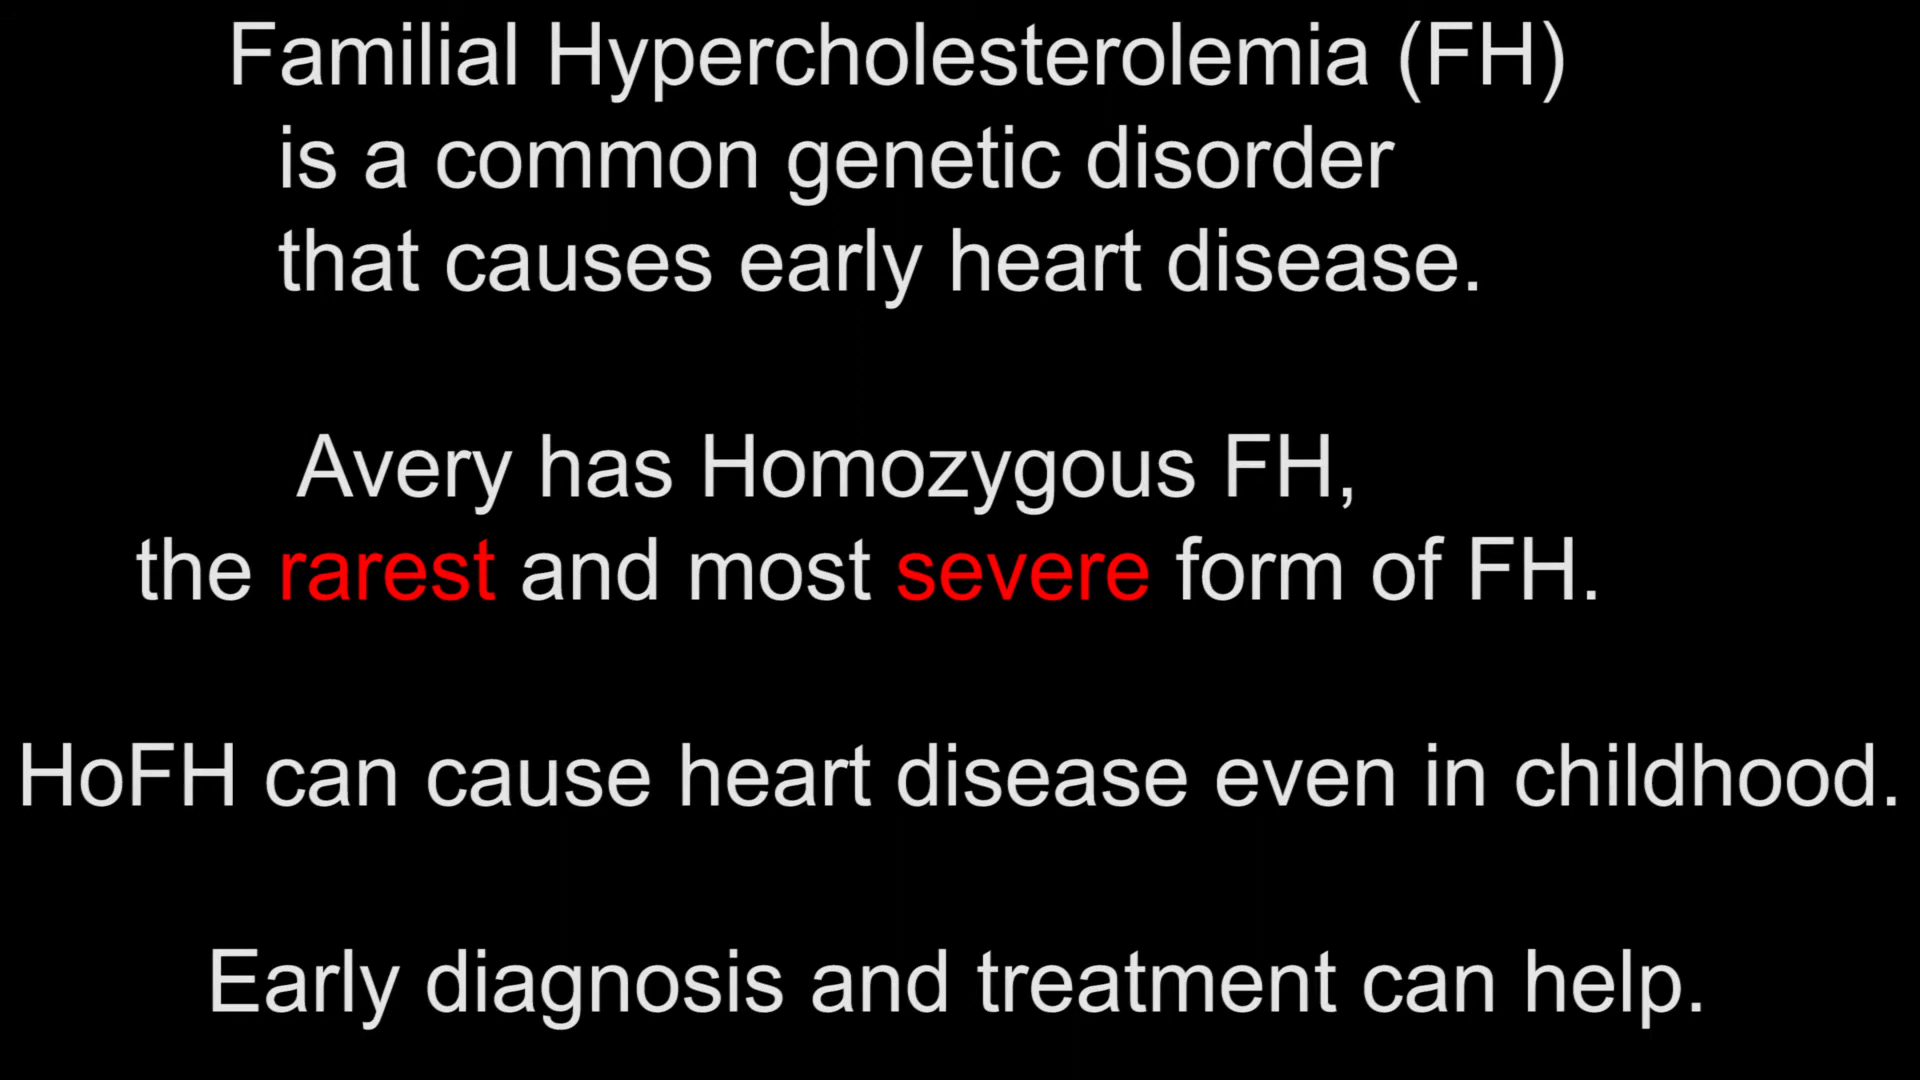 Familial Hypercholesterolemia (FH)
is a common genetic disorder
that causes early heart disease.
Avery has Homozygous FH,
the rarest and most severe form of FH.
HoFH can cause heart disease even in childhood.
Early diagnosis and treatment can help.